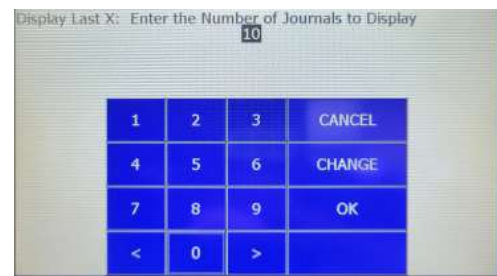 Display Last X: Enter the Number of Journals to Display
10
1 2 3 CANCEL
4 5 6 CHANGE
7 8 9 OK
< 0 >